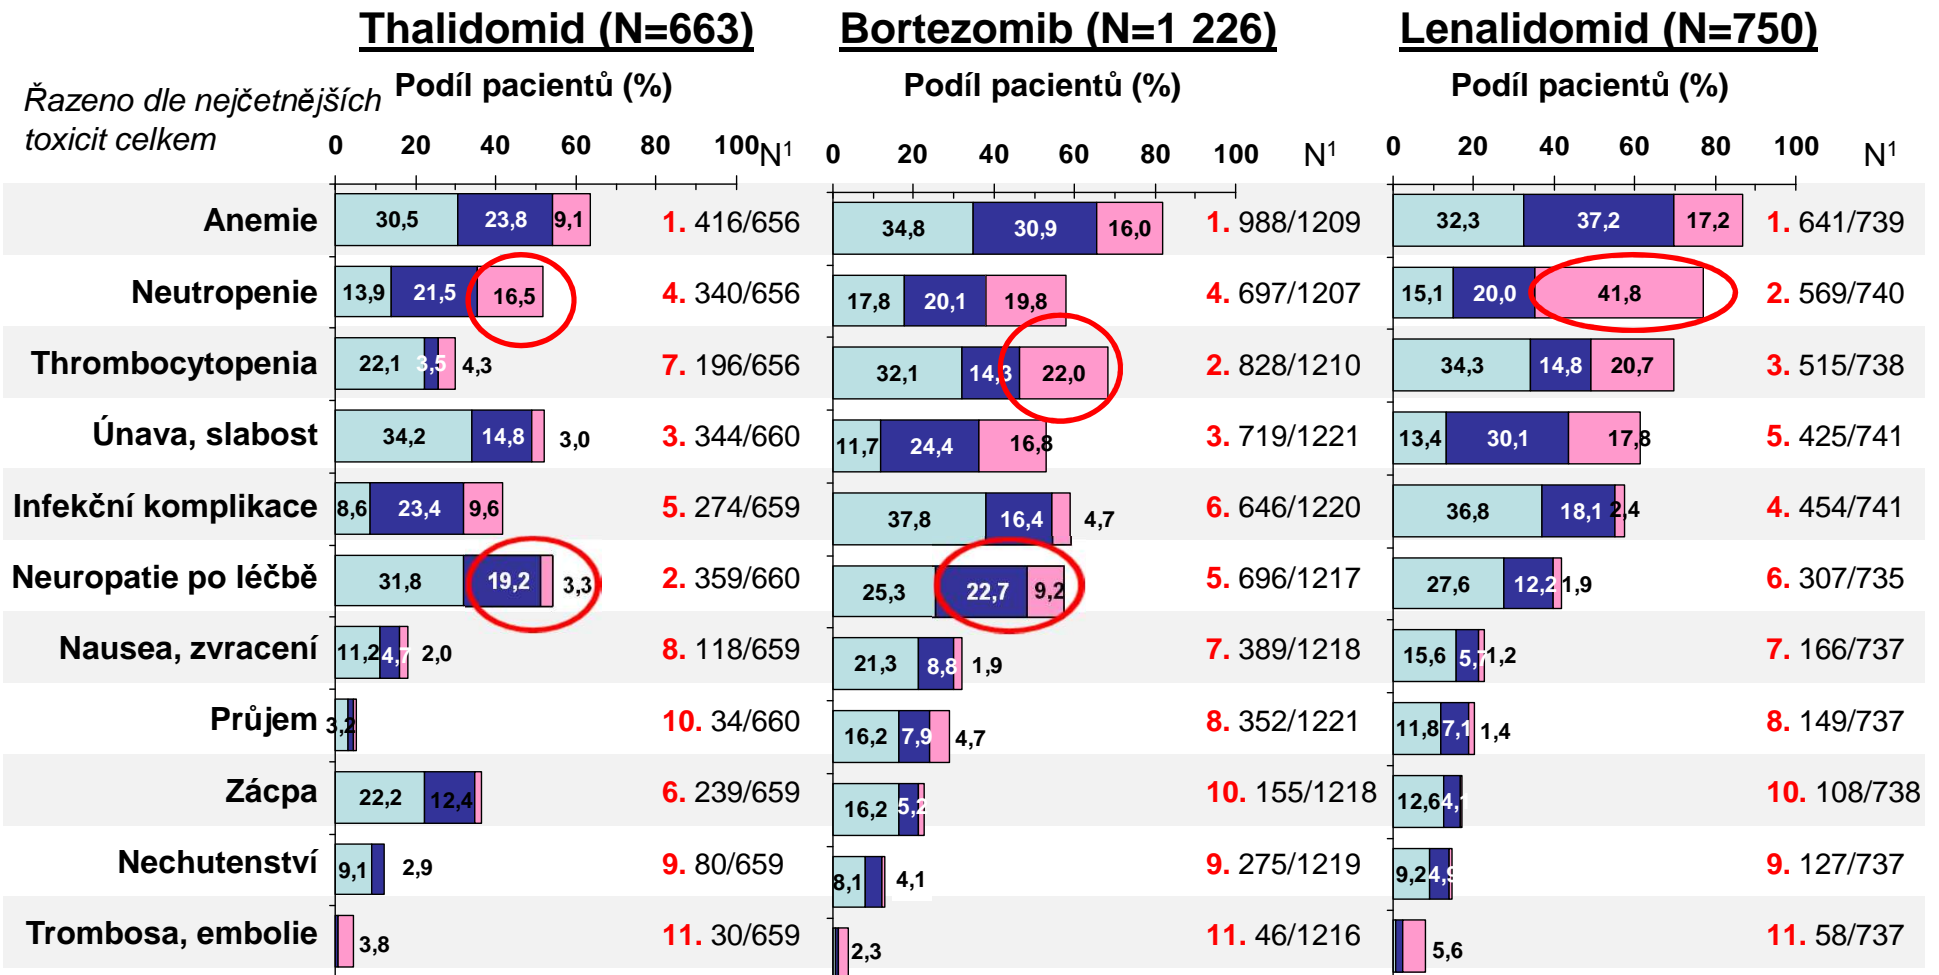 Thalidomid (N=663) Bortezomib (N=1 226) Lenalidomid (N=750)
Řazeno dle nejčetnějších Podíl pacientů (%) Podíl pacientů (%) Podíl pacientů (%)
toxicit celkem
0 20 40 60 80 100 N¹ 0 20 40 60 80 100 N¹ 0 20 40 60 80 100 N¹
Anemie 30,5 23,8 9,1 1. 416/656 34,8 30,9 16,0 1. 988/1209 32,3 37,2 17,2 1. 641/739
Neutropenie 13,9 21,5 16,5 4. 340/656 17,8 20,1 19,8 4. 697/1207 15,1 20,0 41,8 2. 569/740
Thrombocytopenia 22,1 3,5 4,3 7. 196/656 32,1 14,3 22,0 2. 828/1210 34,3 14,8 20,7 3. 515/738
Únava, slabost 34,2 14,8 3,0 3. 344/660 11,7 24,4 16,8 3. 719/1221 13,4 30,1 17,8 5. 425/741
Infekční komplikace 8,6 23,4 9,6 5. 274/659 37,8 16,4 4,7 6. 646/1220 36,8 18,1 2,4 4. 454/741
Neuropatie po léčbě 31,8 19,2 3,3 2. 359/660 25,3 22,7 9,2 5. 696/1217 27,6 12,2 1,9 6. 307/735
Nausea, zvracení 11,2 4,7 2,0 8. 118/659 21,3 8,8 1,9 7. 389/1218 15,6 5,7 1,2 7. 166/737
Průjem 3,2 10. 34/660 16,2 7,9 4,7 8. 352/1221 11,8 7,1 1,4 8. 149/737
Zácpa 22,2 12,4 6. 239/659 16,2 5,2 10. 155/1218 12,6 4,1 10. 108/738
Nechutenství 9,1 2,9 9. 80/659 8,1 4,1 9. 275/1219 9,2 4,9 9. 127/737
Trombosa, embolie 3,8 11. 30/659 2,3 11. 46/1216 5,6 11. 58/737